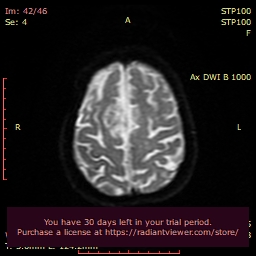 Im: 42/46
STP100
Se: 4
A
STP100
F
Ax DWI B 1000
R
L
You have 30 days left in your trial period.
Purchase a license at https://radiantviewer.com/store/